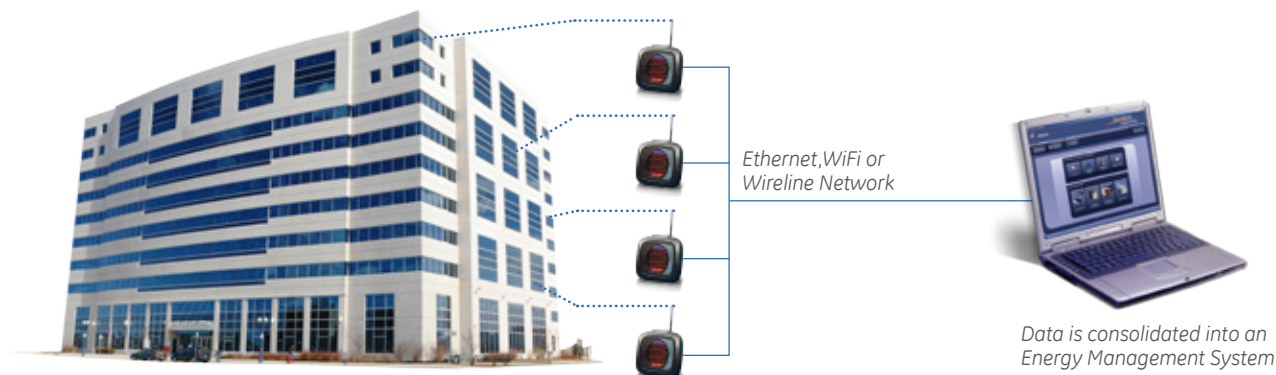 Ethernet,WiFi or
Wireline Network
Data is consolidated into an
Energy Management System